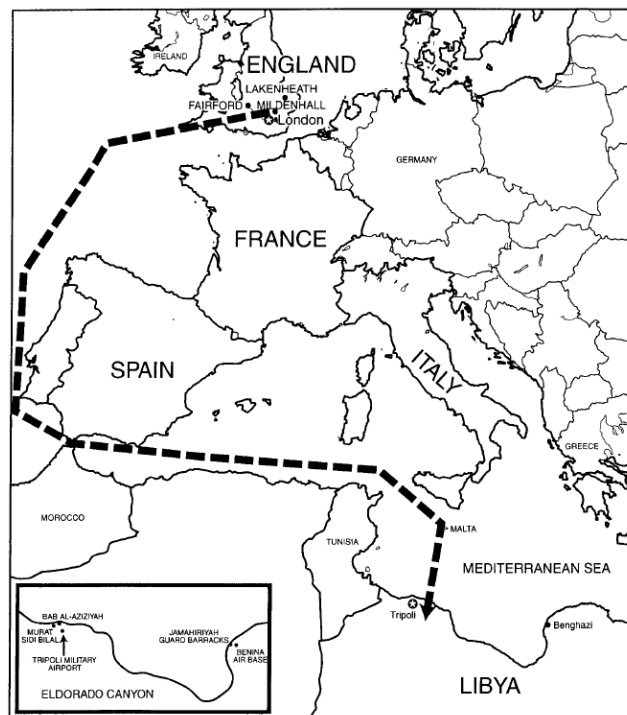 IRELAND
ENGLAND
LAKENHEATH
FAIRFORD
MILDENHALL
London
GERMANY
FRANCE
SPAIN
ITALY
GREECE
MOROCCO
TUNISIA
MALTA
MEDITERRANEAN SEA
Tripoli
Benghazi
LIBYA
BAB AL-AZIZIYAH
MURAT
SIDI BILAL
TRIPOLI MILITARY
AIRPORT
JAMAHIRIYAH
GUARD BARRACKS
BENINA
AIR BASE
ELDORADO CANYON